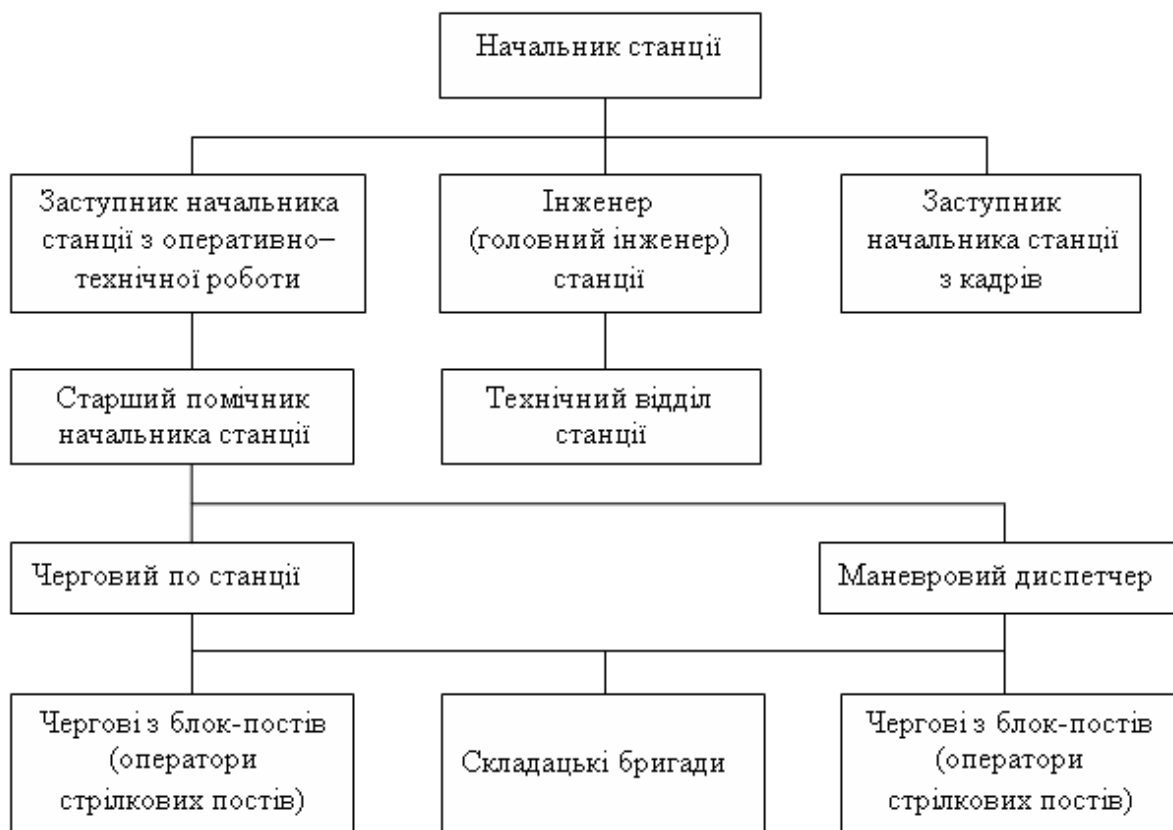 Начальник станції
Заступник начальника
станції з оперативно–
технічної роботи
Інженер
(головний інженер)
станції
Заступник
начальника станції
з кадрів
Старший помічник
начальника станції
Технічний відділ
станції
Черговий по станції
Маневровий диспетчер
Чергові з блок-постів
(оператори
стрілкових постів)
Складацькі бригади
Чергові з блок-постів
(оператори
стрілкових постів)